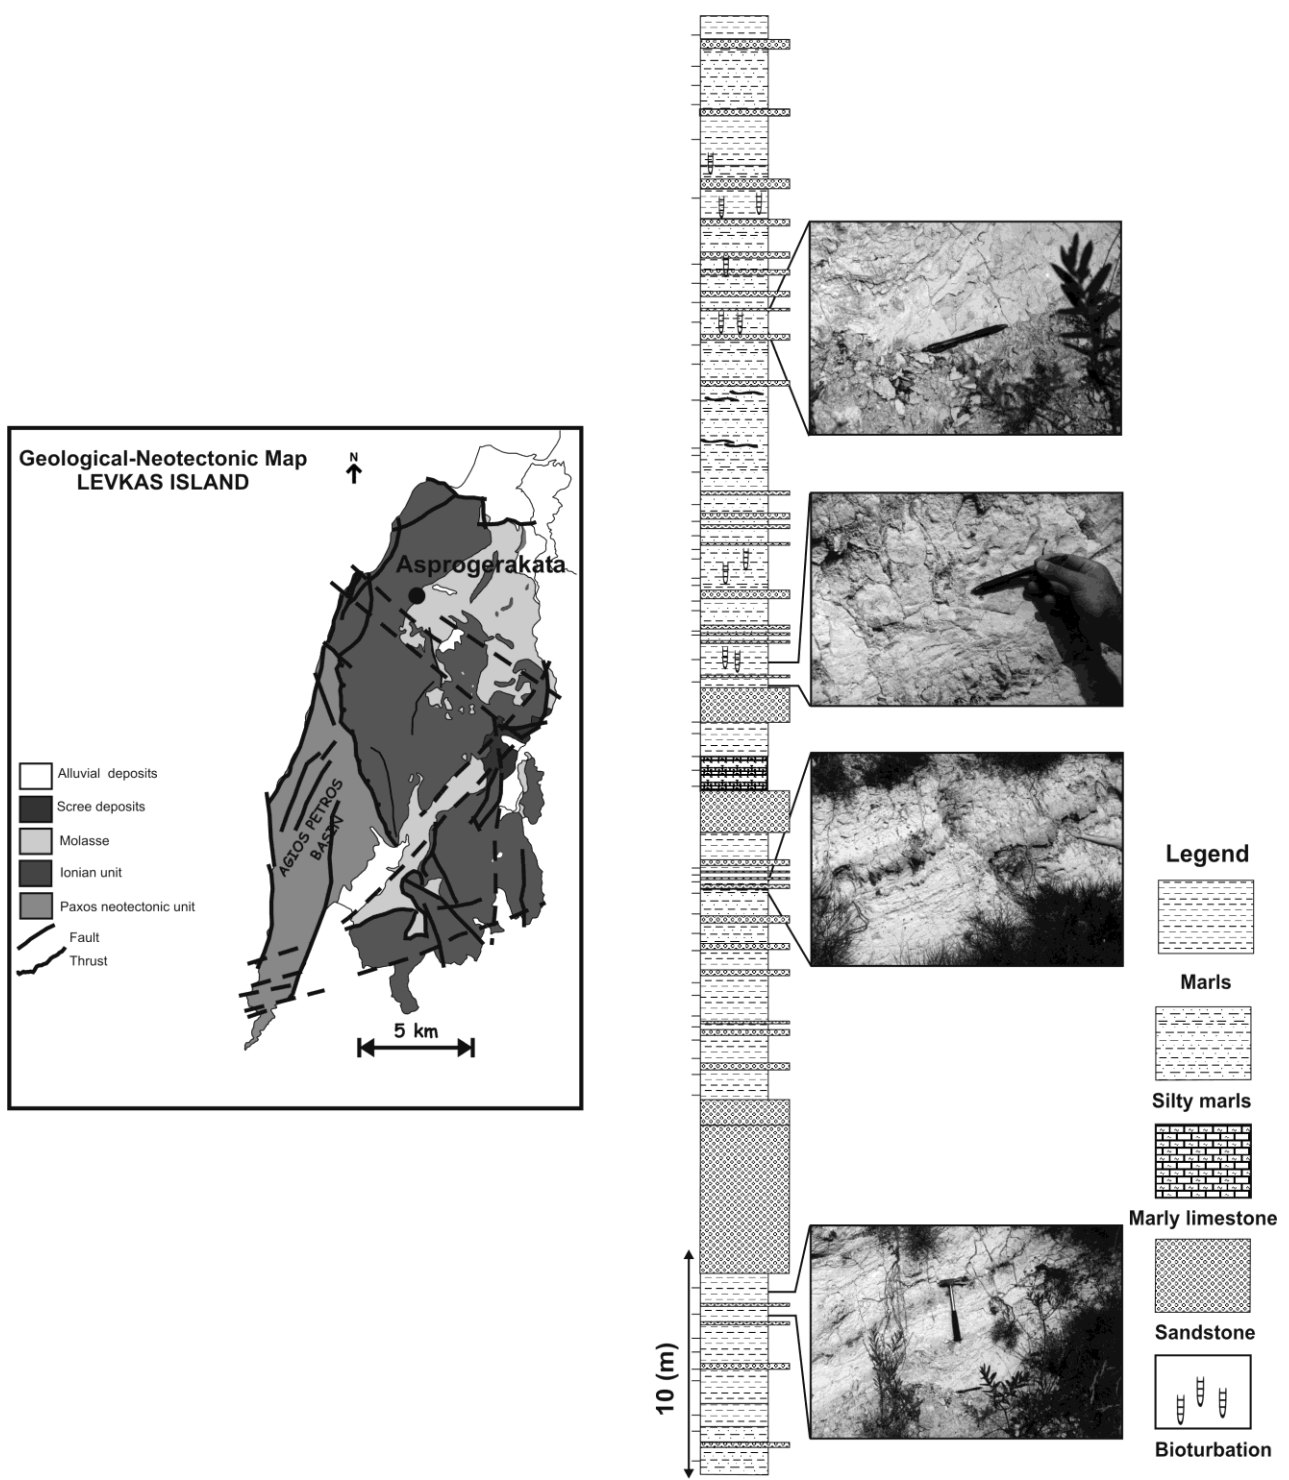 Geological-Neotectonic Map
LEVKAS ISLAND
N
Asprogerakata
AGIOS PETROS
BASIN
Alluvial deposits
Scree deposits
Molasse
Ionian unit
Paxos neotectonic unit
Fault
Thrust
5 km
10 (m)
Legend
Marls
Silty marls
Marly limestone
Sandstone
Bioturbation